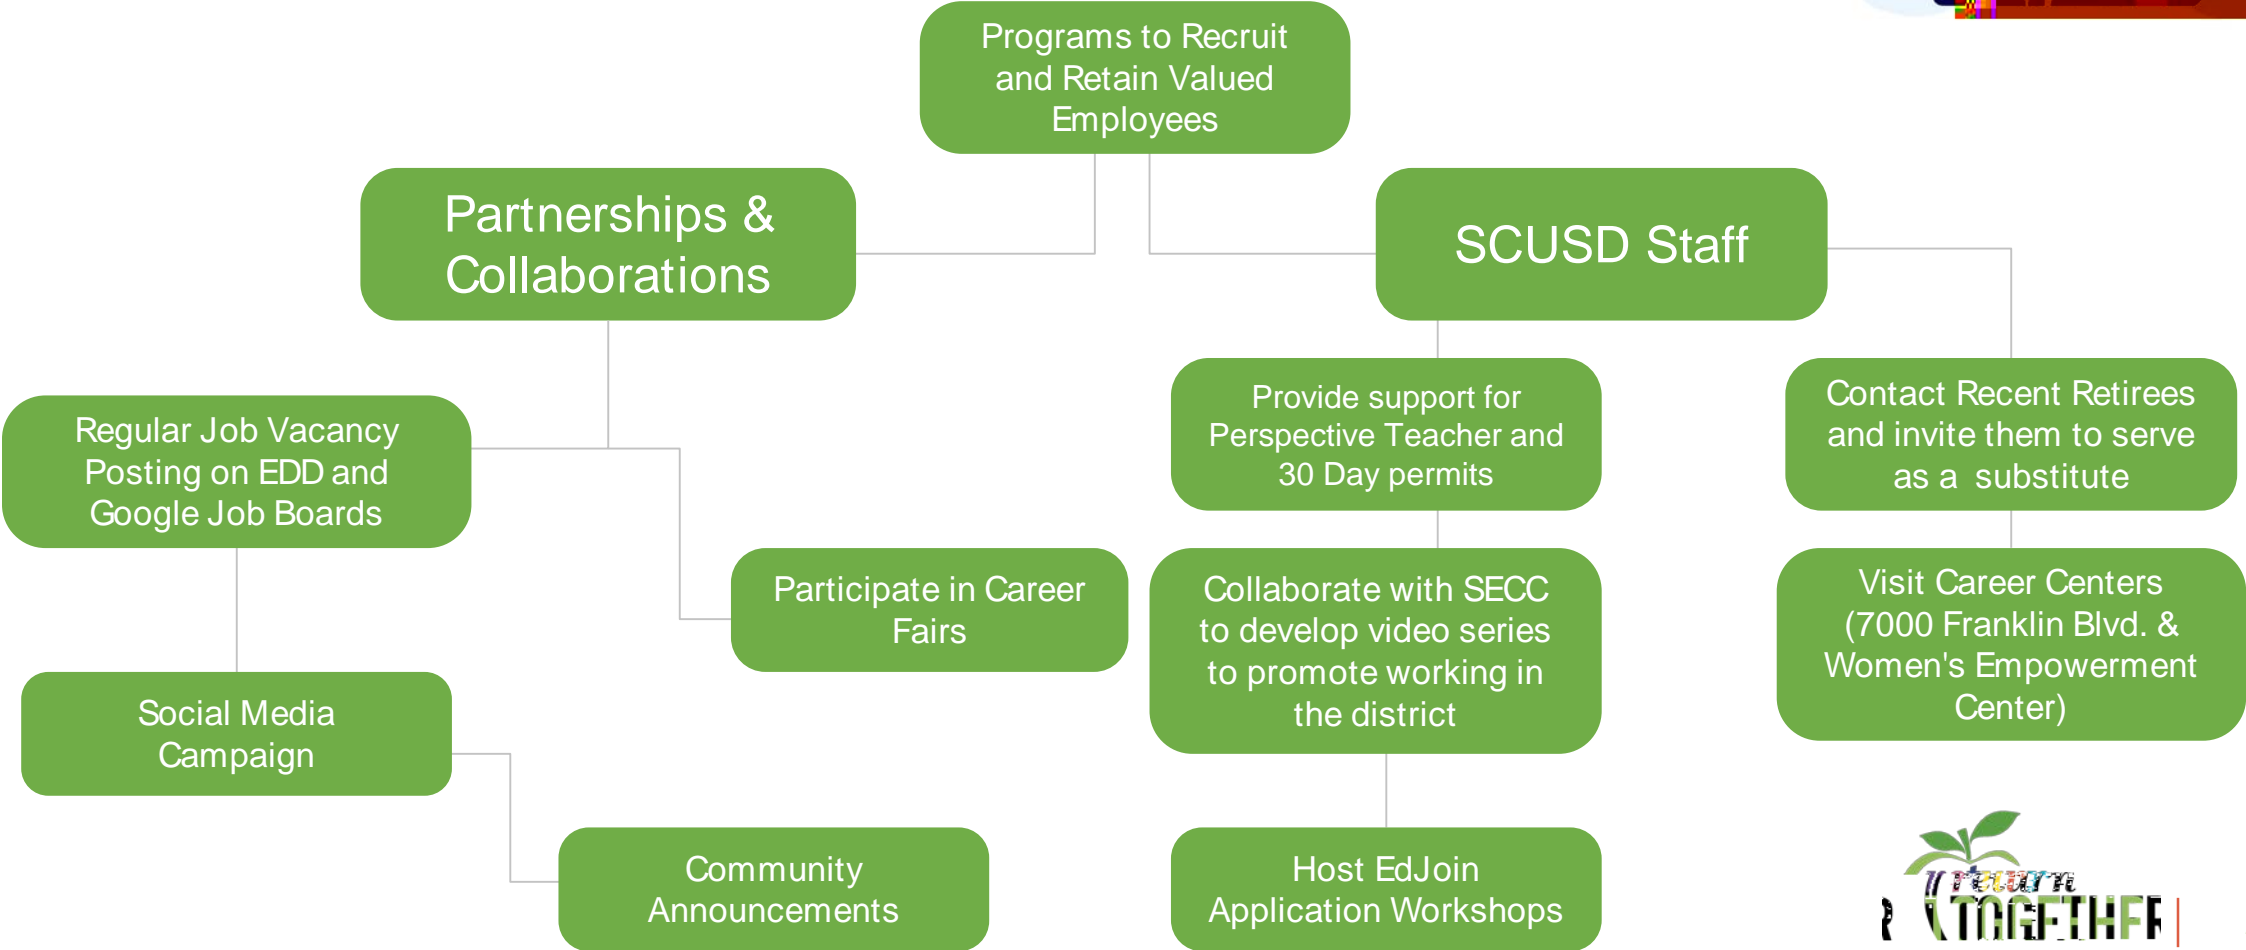 Programs to Recruit
and Retain Valued
Employees
Partnerships &
Collaborations
SCUSD Staff
Regular Job Vacancy
Posting on EDD and
Google Job Boards
Participate in Career
Fairs
Social Media
Campaign
Community
Announcements
Provide support for
Perspective Teacher and
30 Day permits
Collaborate with SECC
to develop video series
to promote working in
the district
Host EdJoin
Application Workshops
Contact Recent Retirees
and invite them to serve
as a  substitute
Visit Career Centers
(7000 Franklin Blvd. &
Women's Empowerment
Center)
TOGETHER